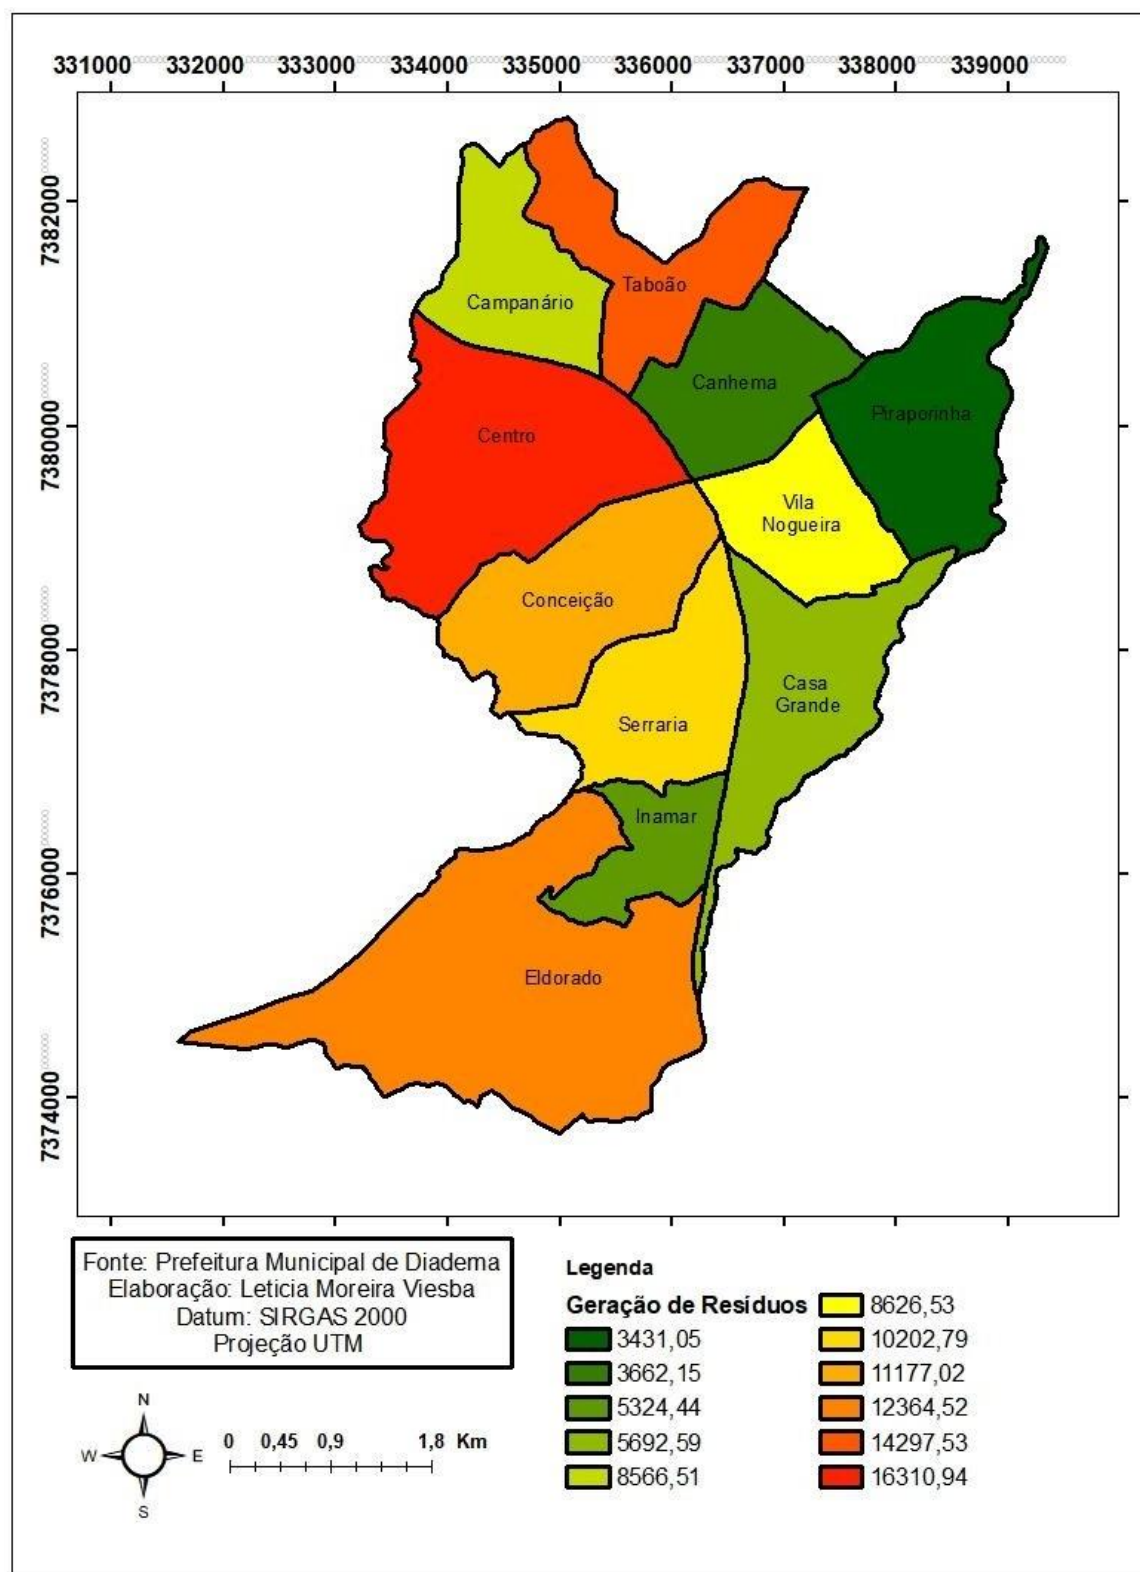 331000 332000 333000 334000 335000 336000 337000 338000 339000
7382000
7380000
7378000
7376000
7374000
Taboão
Campanário
Canhema
Piraporinha
Centro
Vila
Nogueira
Conceição
Casa
Grande
Serraria
Inamar
Eldorado
Fonte: Prefeitura Municipal de Diadema
Elaboração: Leticia Moreira Viesba
Datum: SIRGAS 2000
Projeção UTM
N
W E
S
0 0,45 0,9 1,8 Km
Legenda
Geração de Resíduos
3431,05
3662,15
5324,44
5692,59
8566,51
8626,53
10202,79
11177,02
12364,52
14297,53
16310,94